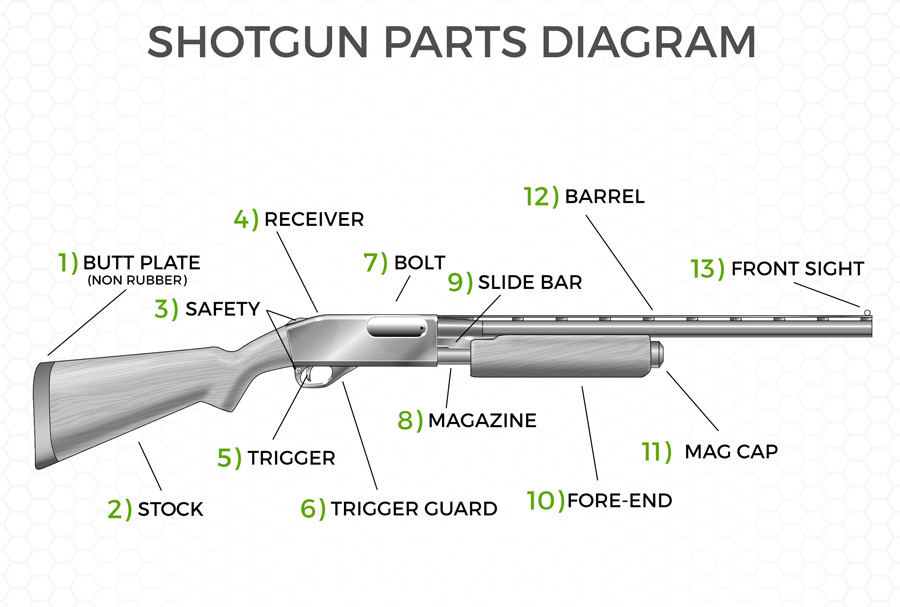 SHOTGUN PARTS DIAGRAM
1) BUTT PLATE
(NON RUBBER)
2) STOCK
3) SAFETY
4) RECEIVER
5) TRIGGER
6) TRIGGER GUARD
7) BOLT
8) MAGAZINE
9) SLIDE BAR
10) FORE-END
11) MAG CAP
12) BARREL
13) FRONT SIGHT